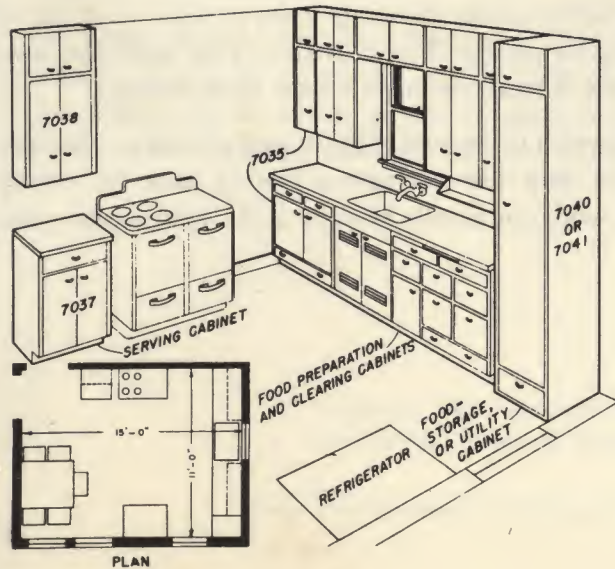 7038
7035
7040
OR
7041
7037
SERVING CABINET
FOOD PREPARATION
AND CLEARING CABINETS
FOOD-
STORAGE,
OR UTILITY
CABINET
REFRIGERATOR
15'-0"
11'-0"
PLAN